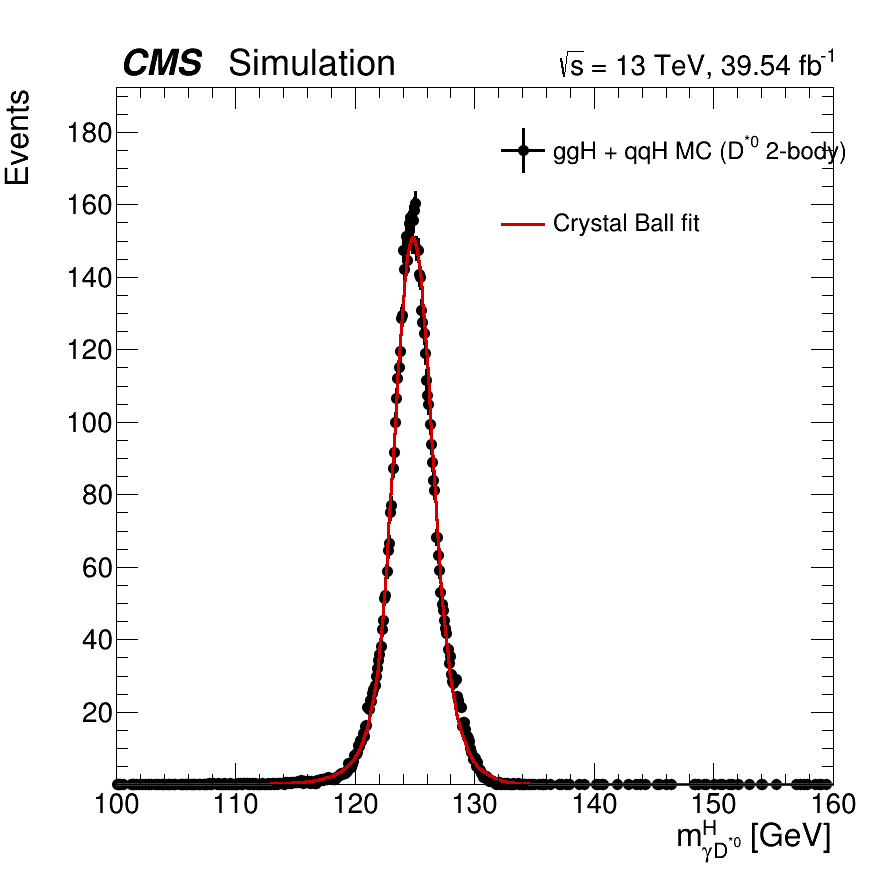 CMS Simulation √s = 13 TeV, 39.54 fb⁻¹
Events
ggH + qqH MC (D*⁰ 2-body)
Crystal Ball fit
180
160
140
120
100
80
60
40
20
100 110 120 130 140 150 160
m^H_γD*⁰ [GeV]